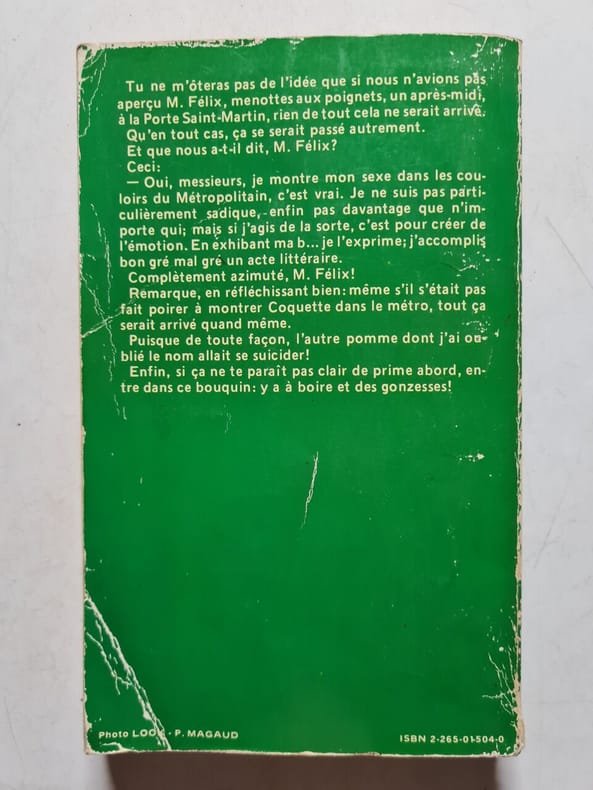 Tu ne m'ôteras pas de l'idée que si nous n'avions pas
aperçu M. Félix, menottes aux poignets, un après-midi,
à la Porte Saint-Martin, rien de tout cela ne serait arrivé.
Qu'en tout cas, ça se serait passé autrement.
Et que nous a-t-il dit, M. Félix?
Ceci:
— Oui, messieurs, je montre mon sexe dans les cou-
loirs du Métropolitain, c'est vrai. Je ne suis pas parti-
culièrement sadique, enfin pas davantage que n'im-
porte qui; mais si j'agis de la sorte, c'est pour créer de
l'émotion. En exhibant ma b... je l'exprime; j'accomplis
bon gré mal gré un acte littéraire.
Complètement azimuté, M. Félix!
Remarque, en réfléchissant bien: même s'il s'était pas
fait poirer à montrer Coquette dans le métro, tout ça
serait arrivé quand même.
Puisque de toute façon, l'autre pomme dont j'ai ou-
blié le nom allait se suicider!
Enfin, si ça ne te paraît pas clair de prime abord, en-
tre dans ce bouquin: y a à boire et des gonzesses!
Photo LOOK - P. MAGAUD
ISBN 2-265-01504-0